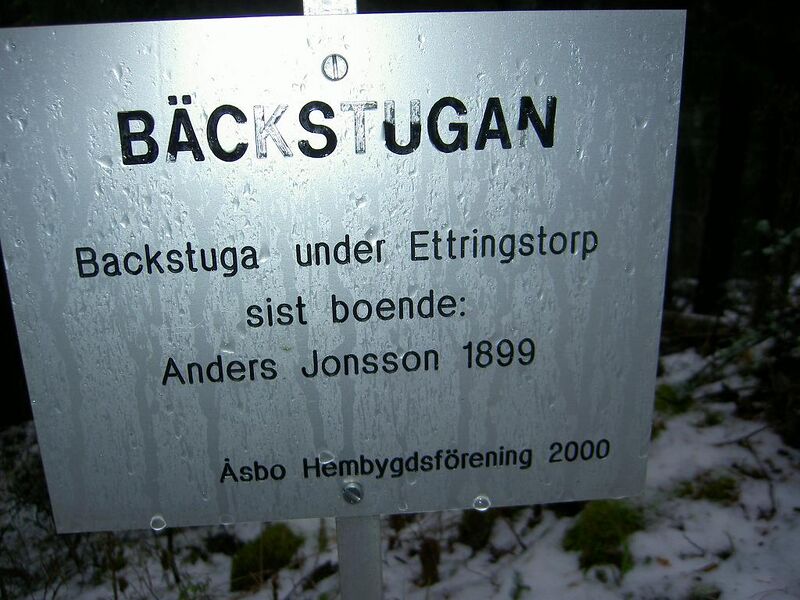 BÄCKSTUGAN
Backstuga under Ettringstorp
sist boende:
Anders Jonsson 1899
Åsbo Hembygdsförening 2000